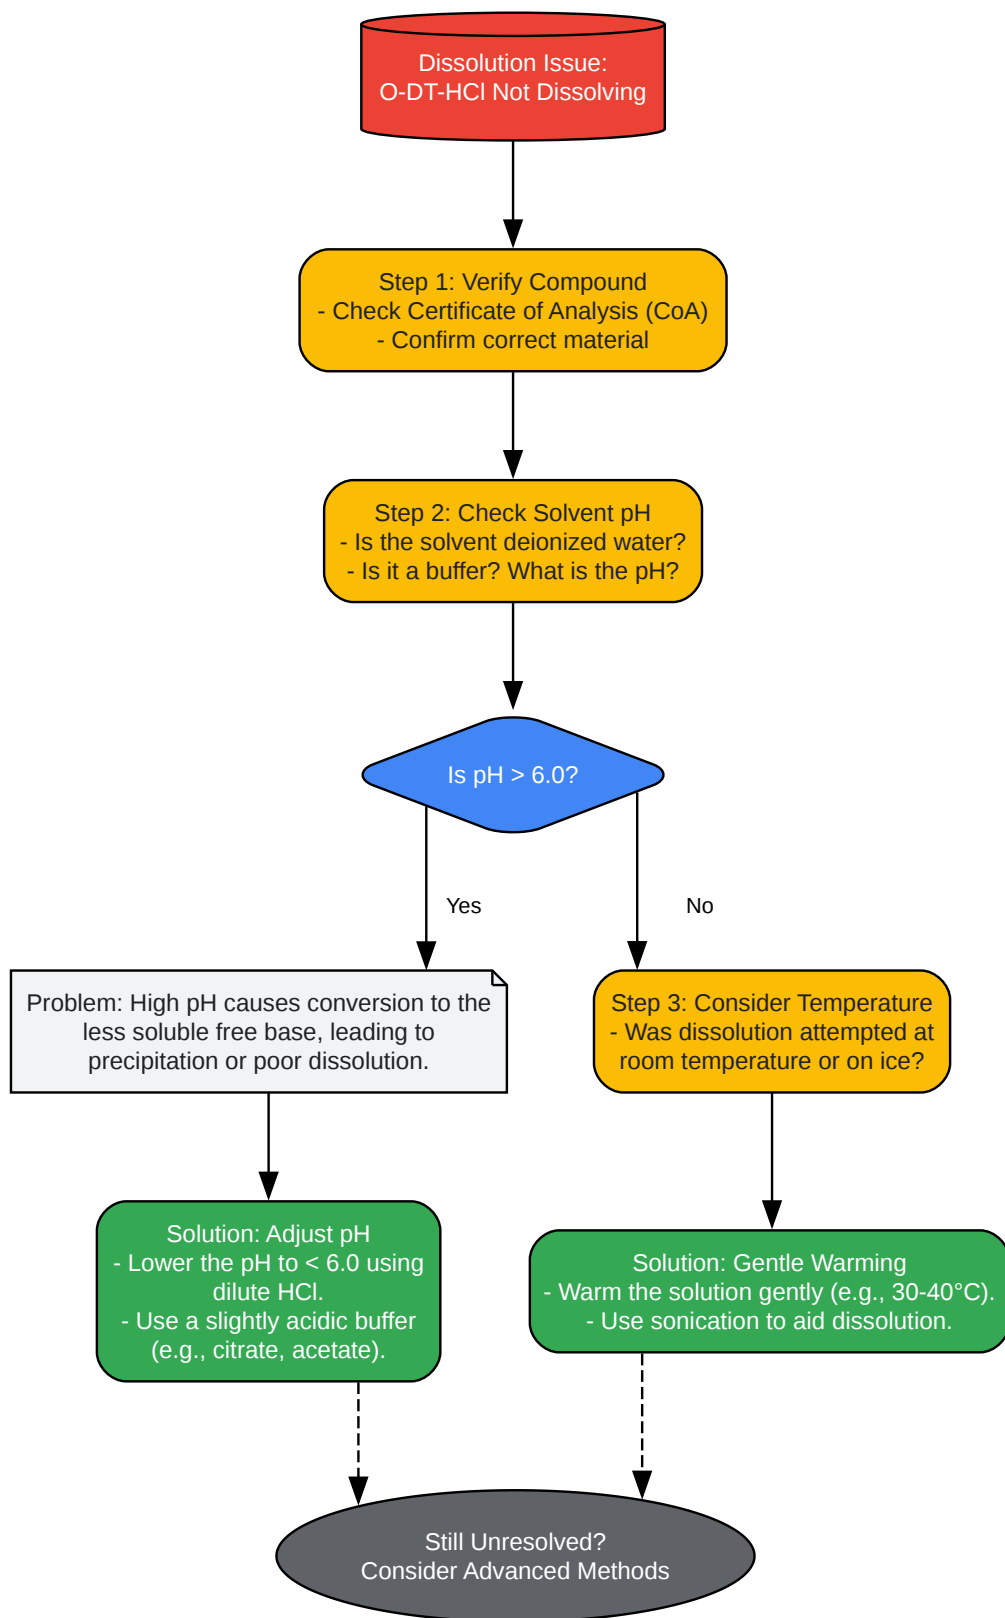 Dissolution Issue:
O-DT-HCl Not Dissolving
Step 1: Verify Compound
- Check Certificate of Analysis (CoA)
- Confirm correct material
Step 2: Check Solvent pH
- Is the solvent deionized water?
- Is it a buffer? What is the pH?
Is pH > 6.0?
Yes
No
Problem: High pH causes conversion to the
less soluble free base, leading to
precipitation or poor dissolution.
Step 3: Consider Temperature
- Was dissolution attempted at
room temperature or on ice?
Solution: Adjust pH
- Lower the pH to < 6.0 using
dilute HCl.
- Use a slightly acidic buffer
(e.g., citrate, acetate).
Solution: Gentle Warming
- Warm the solution gently (e.g., 30-40°C).
- Use sonication to aid dissolution.
Still Unresolved?
Consider Advanced Methods